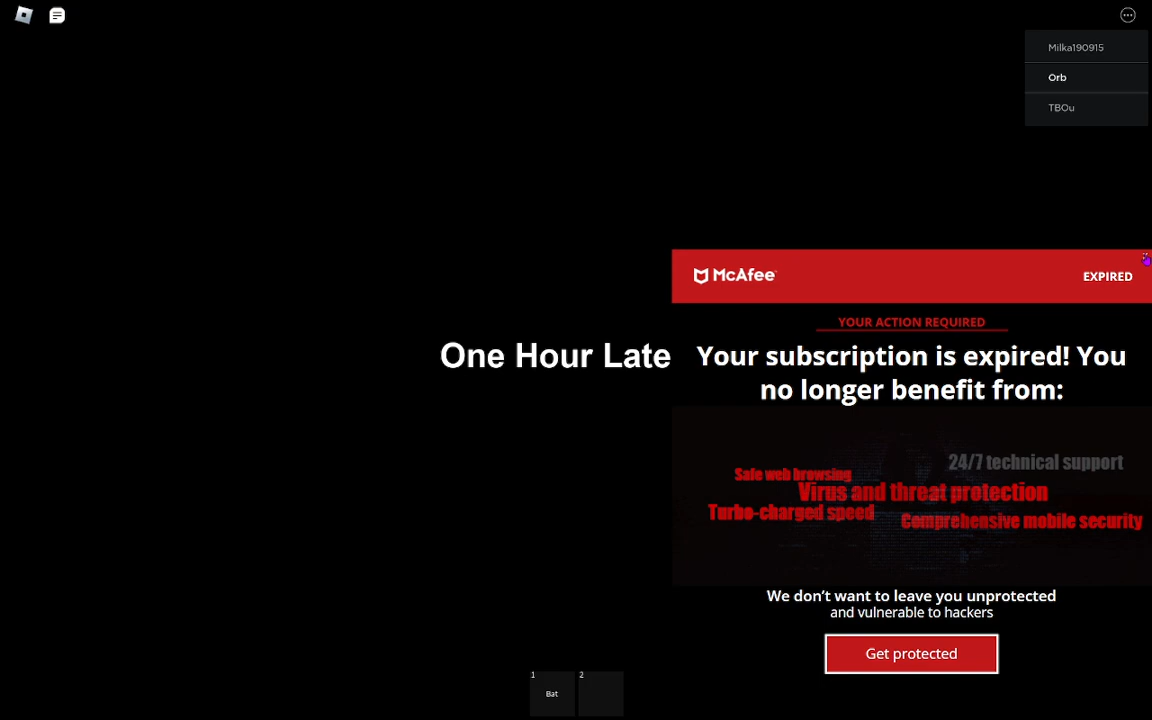 Milka190915
Orb
TBOu
McAfee
EXPIRED
YOUR ACTION REQUIRED
One Hour Late
Your subscription is expired! You
no longer benefit from:
24/7 technical support
Safe web browsing
Virus and threat protection
Turbo-charged speed
Comprehensive mobile security
We don't want to leave you unprotected
and vulnerable to hackers
Get protected
1
2
Bat